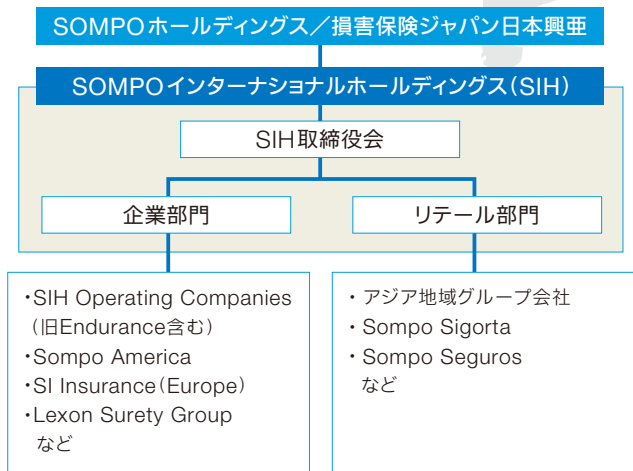 SOMPOホールディングス／損害保険ジャパン日本興亜
SOMPOインターナショナルホールディングス（SIH）
SIH取締役会
企業部門
リテール部門
・SIH Operating Companies
（旧Endurance含む）
・Sompo America
・SI Insurance（Europe）
・Lexon Surety Group
など
・アジア地域グループ会社
・Sompo Sigorta
・Sompo Seguros
など